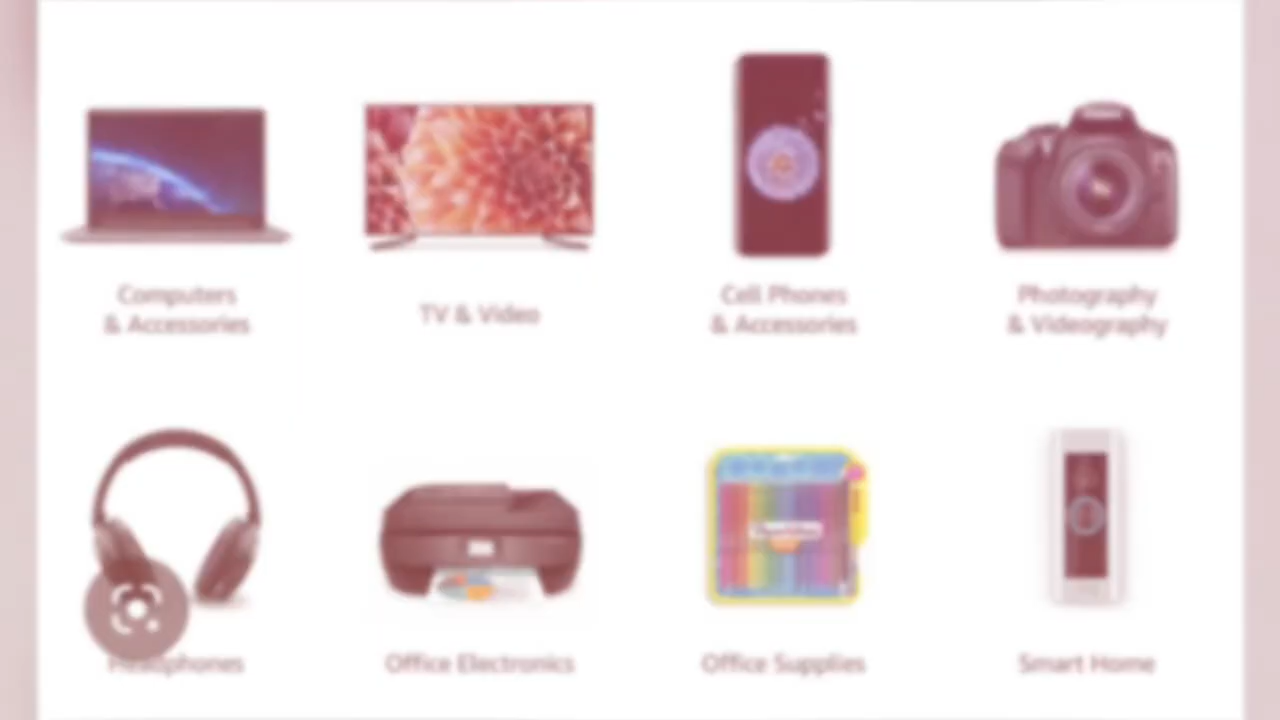 Computers
& Accessories
TV & Video
Cell Phones
& Accessories
Photography
& Videography
Headphones
Office Electronics
Office Supplies
Smart Home